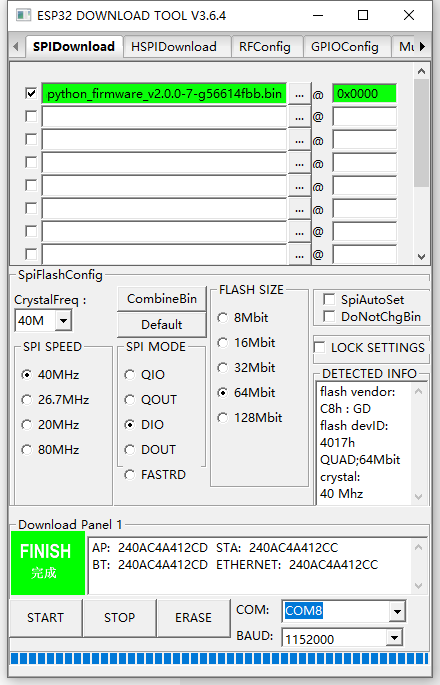 ESP32 DOWNLOAD TOOL V3.6.4
SPIDownload HSPIDownload RFConfig GPIOConfig Mu
python_firmware_v2.0.0-7-g56614fbb.bin ... @ 0x0000
... @
... @
... @
... @
... @
... @
... @
SpiFlashConfig
CrystalFreq :
40M
CombineBin
Default
SPI SPEED
40MHz
26.7MHz
20MHz
80MHz
SPI MODE
QIO
QOUT
DIO
DOUT
FASTRD
FLASH SIZE
8Mbit
16Mbit
32Mbit
64Mbit
128Mbit
SpiAutoSet
DoNotChgBin
LOCK SETTINGS
DETECTED INFO
flash vendor:
C8h : GD
flash devID:
4017h
QUAD;64Mbit
crystal:
40 Mhz
Download Panel 1
FINISH
完成
AP: 240AC4A412CD STA: 240AC4A412CC
BT: 240AC4A412CD ETHERNET: 240AC4A412CC
START STOP ERASE
COM: COM8
BAUD: 1152000